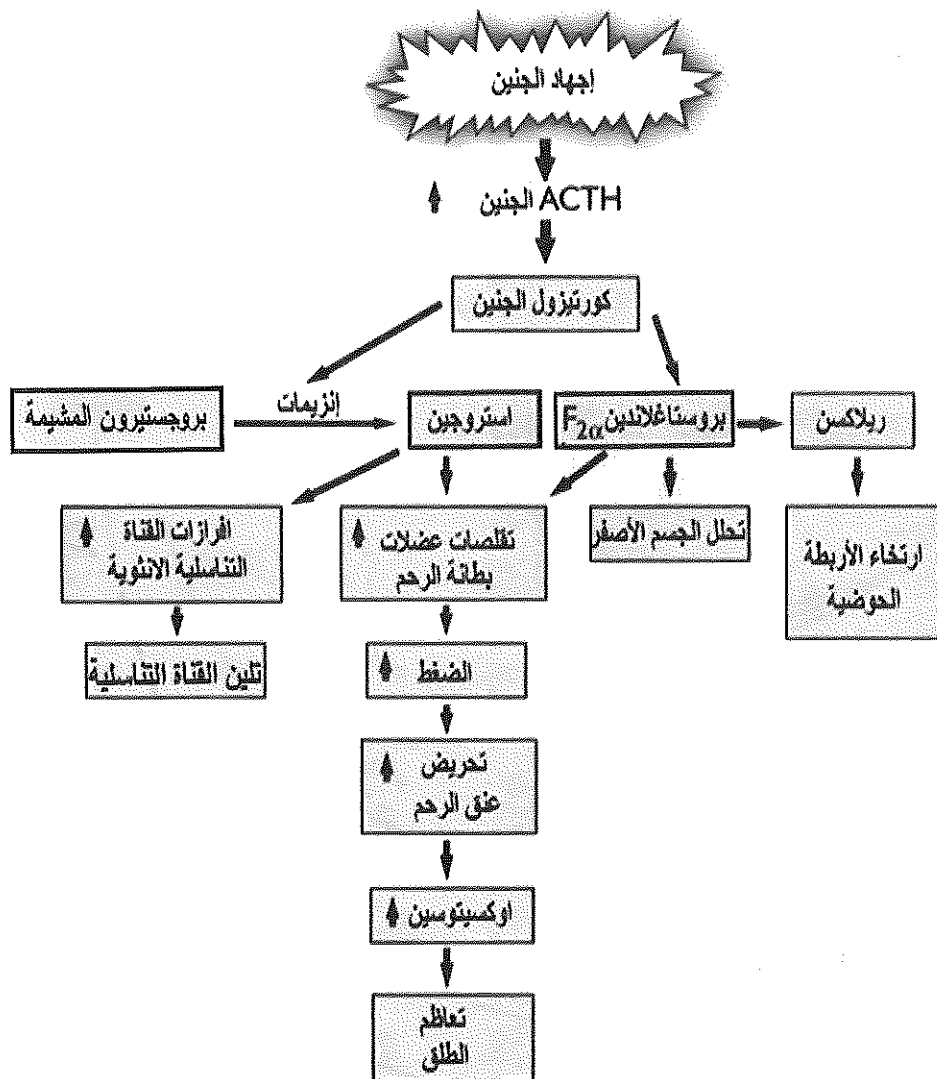 إجهاد الجنين
ACTH الجنين
كورتيزول الجنين
إنزيمات
بروجستيرون المشيمة
استروجين
بروستاغلاندين F2α
ريلاكسن
افرازات القناة
التناسلية الانثوية
تقلصات عضلات
بطانة الرحم
تحلل الجسم الأصفر
ارتخاء الأربطة
الحوضية
تلين القناة التناسلية
الضغط
تحريض
عنق الرحم
اوكسيتوسين
تعاظم
الطلق